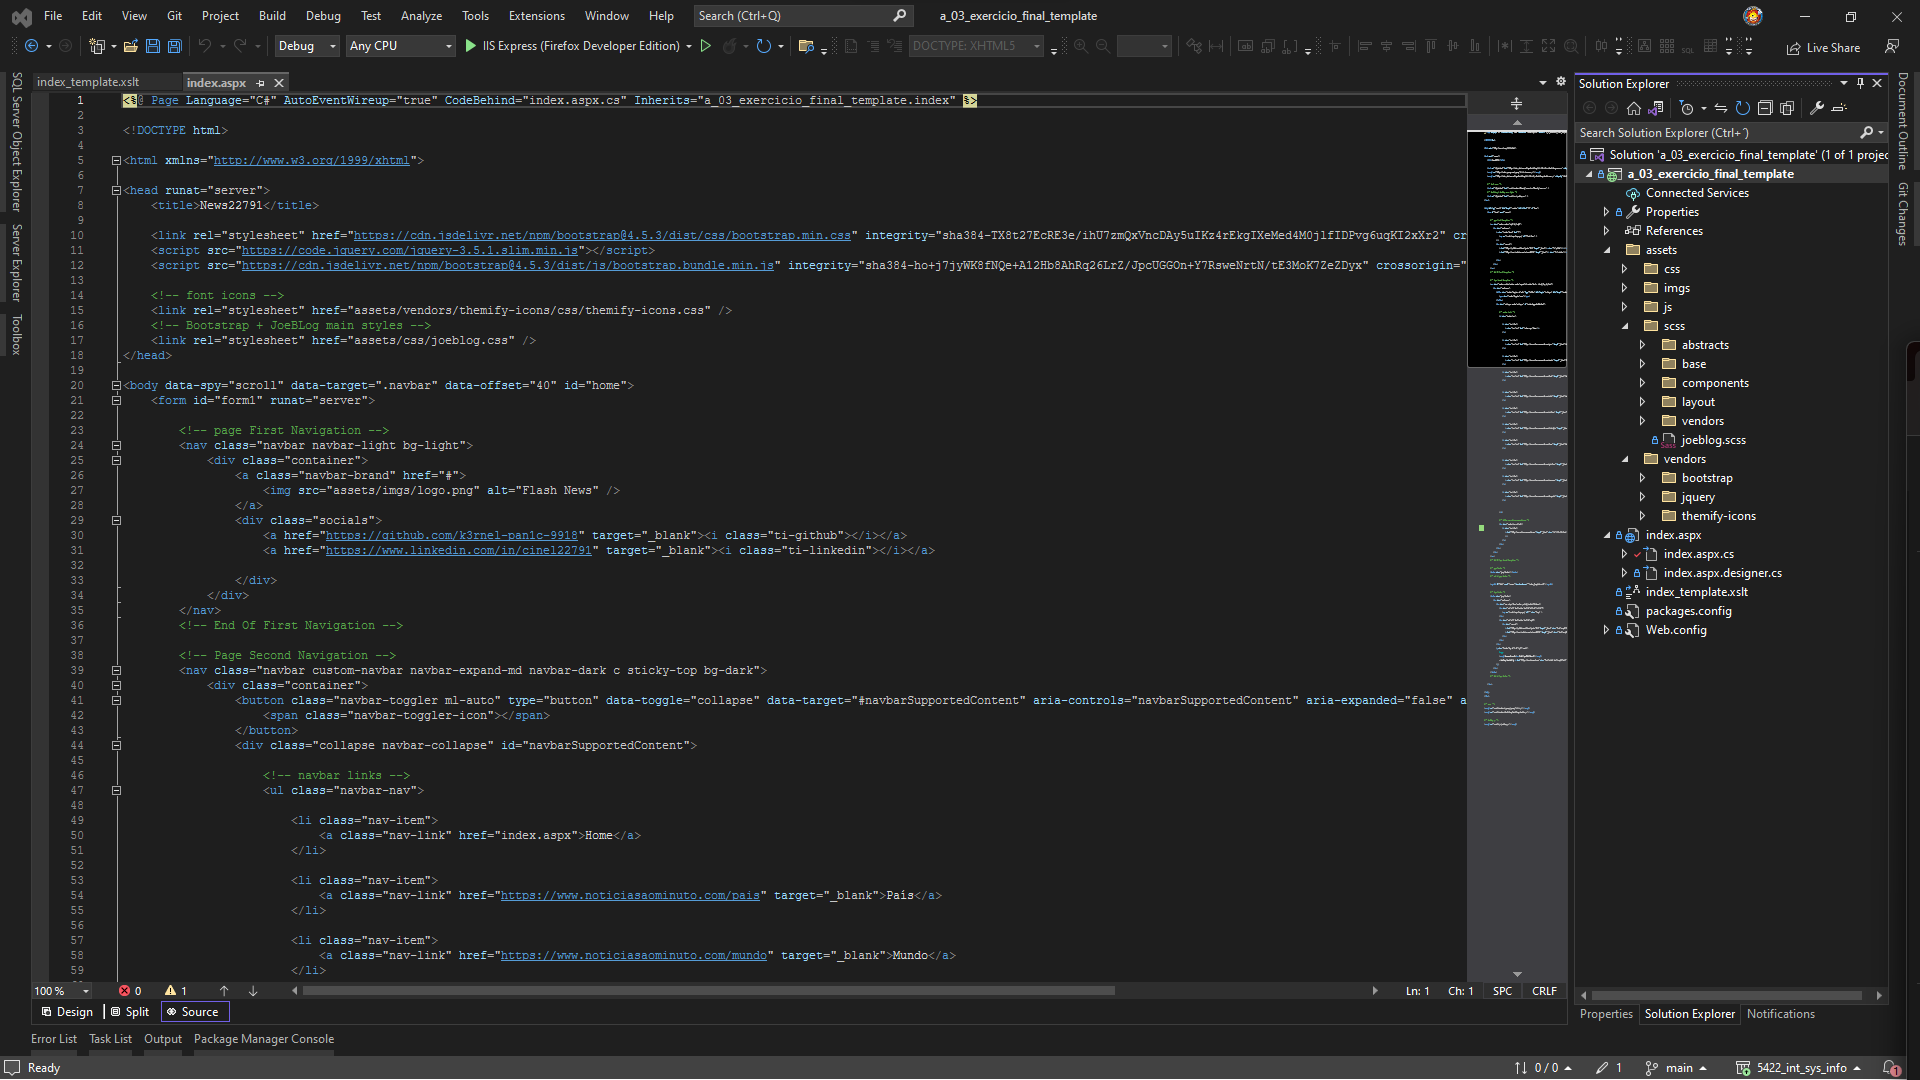 File Edit View Git Project Build Debug Test Analyze Tools Extensions Window Help Search (Ctrl+Q) a_03_exercicio_final_template
Debug Any CPU IIS Express (Firefox Developer Edition) DOCTYPE: XHTML5 Live Share
SQL Server Object Explorer
Server Explorer
Toolbox
index_template.xslt index.aspx
1 <%@ Page Language="C#" AutoEventWireup="true" CodeBehind="index.aspx.cs" Inherits="a_03_exercicio_final_template.index" %>
2
3 <!DOCTYPE html>
4
5 <html xmlns="http://www.w3.org/1999/xhtml">
6
7 <head runat="server">
8 <title>News22791</title>
9
10 <link rel="stylesheet" href="https://cdn.jsdelivr.net/npm/bootstrap@4.5.3/dist/css/bootstrap.min.css" integrity="sha384-TX8t27EcRE3e/ihU7zmQxVncDAy5uIKz4rEkgIXeMed4M0jlfIDPvg6uqKI2xXr2" cr
11 <script src="https://code.jquery.com/jquery-3.5.1.slim.min.js"></script>
12 <script src="https://cdn.jsdelivr.net/npm/bootstrap@4.5.3/dist/js/bootstrap.bundle.min.js" integrity="sha384-ho+j7jyWK8fNQe+A12Hb8AhRq26LrZ/JpcUGGOn+Y7RsweNrtN/tE3MoK7ZeZDyx" crossorigin="
13
14 <!-- font icons -->
15 <link rel="stylesheet" href="assets/vendors/themify-icons/css/themify-icons.css" />
16 <!-- Bootstrap + JoeBLog main styles -->
17 <link rel="stylesheet" href="assets/css/joeblog.css" />
18 </head>
19
20 <body data-spy="scroll" data-target=".navbar" data-offset="40" id="home">
21 <form id="form1" runat="server">
22
23 <!-- page First Navigation -->
24 <nav class="navbar navbar-light bg-light">
25 <div class="container">
26 <a class="navbar-brand" href="#">
27 <img src="assets/imgs/logo.png" alt="Flash News" />
28 </a>
29 <div class="socials">
30 <a href="https://github.com/k3rnel-pan1c-9918" target="_blank"><i class="ti-github"></i></a>
31 <a href="https://www.linkedin.com/in/cinel22791" target="_blank"><i class="ti-linkedin"></i></a>
32
33 </div>
34 </div>
35 </nav>
36 <!-- End Of First Navigation -->
37
38 <!-- Page Second Navigation -->
39 <nav class="navbar custom-navbar navbar-expand-md navbar-dark c sticky-top bg-dark">
40 <div class="container">
41 <button class="navbar-toggler ml-auto" type="button" data-toggle="collapse" data-target="#navbarSupportedContent" aria-controls="navbarSupportedContent" aria-expanded="false" a
42 <span class="navbar-toggler-icon"></span>
43 </button>
44 <div class="collapse navbar-collapse" id="navbarSupportedContent">
45
46 <!-- navbar links -->
47 <ul class="navbar-nav">
48
49 <li class="nav-item">
50 <a class="nav-link" href="index.aspx">Home</a>
51 </li>
52
53 <li class="nav-item">
54 <a class="nav-link" href="https://www.noticiasaominuto.com/pais" target="_blank">País</a>
55 </li>
56
57 <li class="nav-item">
58 <a class="nav-link" href="https://www.noticiasaominuto.com/mundo" target="_blank">Mundo</a>
59 </li>
100 % 0 1 Ln: 1 Ch: 1 SPC CRLF
Design Split Source
Error List Task List Output Package Manager Console
Solution Explorer
Search Solution Explorer (Ctrl+´)
Solution 'a_03_exercicio_final_template' (1 of 1 projec
a_03_exercicio_final_template
Connected Services
Properties
References
assets
css
imgs
js
scss
abstracts
base
components
layout
vendors
joeblog.scss
vendors
bootstrap
jquery
themify-icons
index.aspx
index.aspx.cs
index.aspx.designer.cs
index_template.xslt
packages.config
Web.config
Properties Solution Explorer Notifications
Document Outline
Git Changes
Ready 0 / 0 1 main 5422_int_sys_info 1